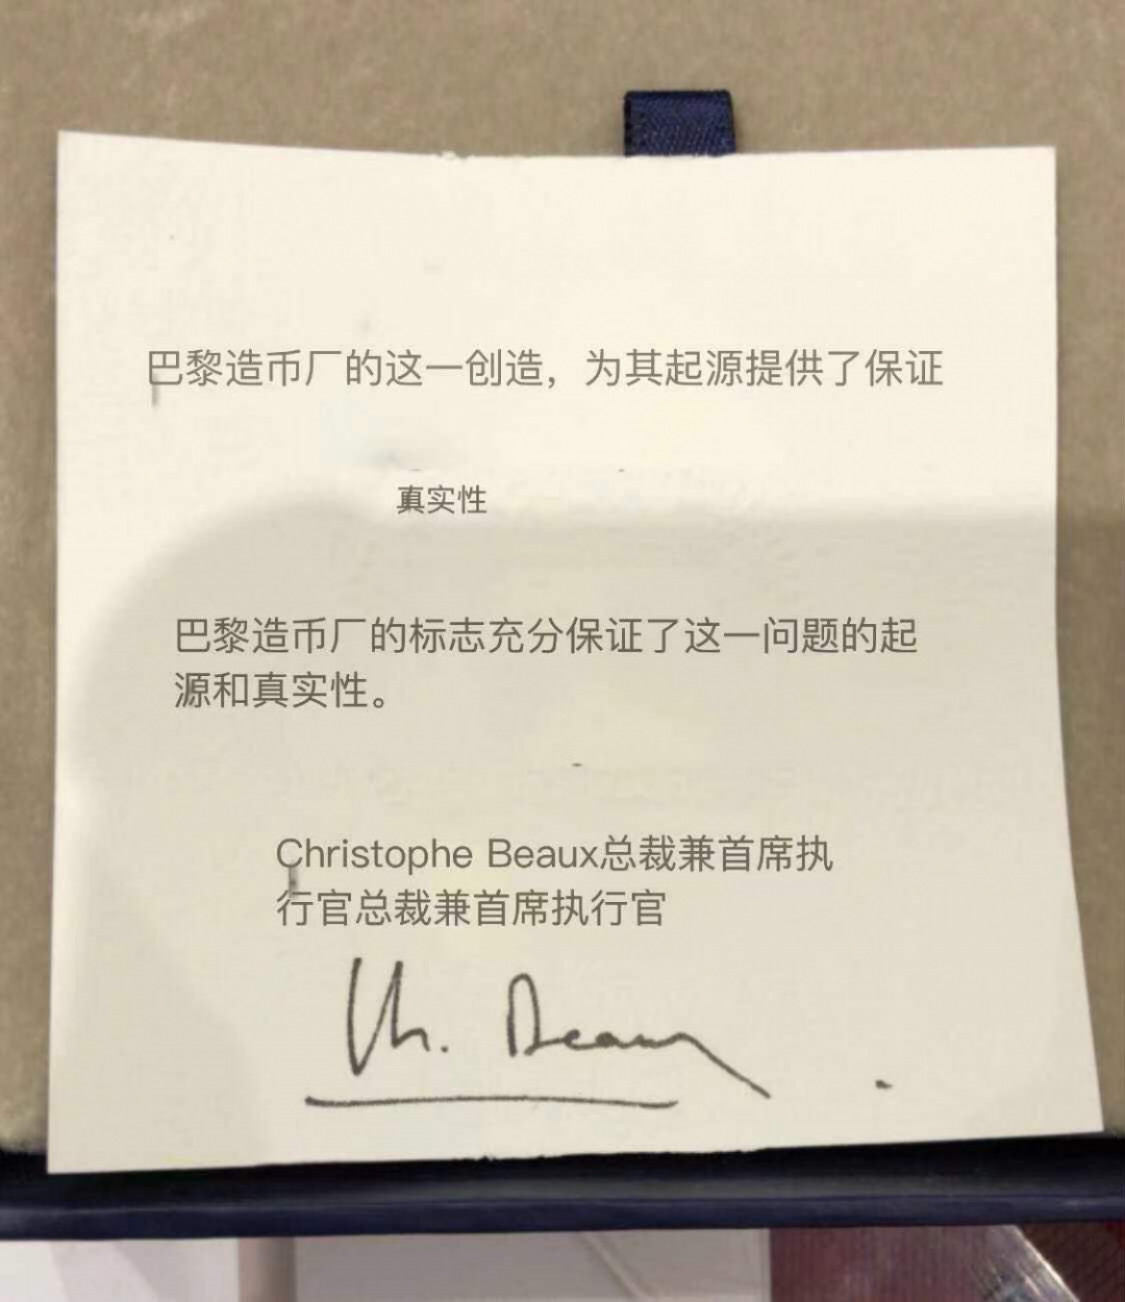 巴黎造币厂的这一创造，为其起源提供了保证
真实性
巴黎造币厂的标志充分保证了这一问题的起
源和真实性。
Christophe Beaux总裁兼首席执
行官总裁兼首席执行官
Ch. Beaux